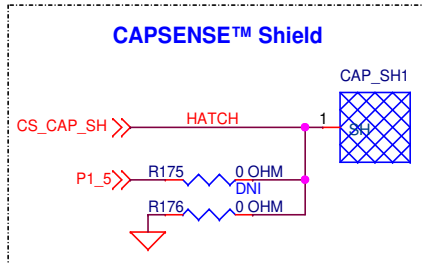 CAPSENSE™ Shield
CAP_SH1
CS_CAP_SH HATCH 1 SH
P1_5 R175 0 OHM
DNI
R176 0 OHM